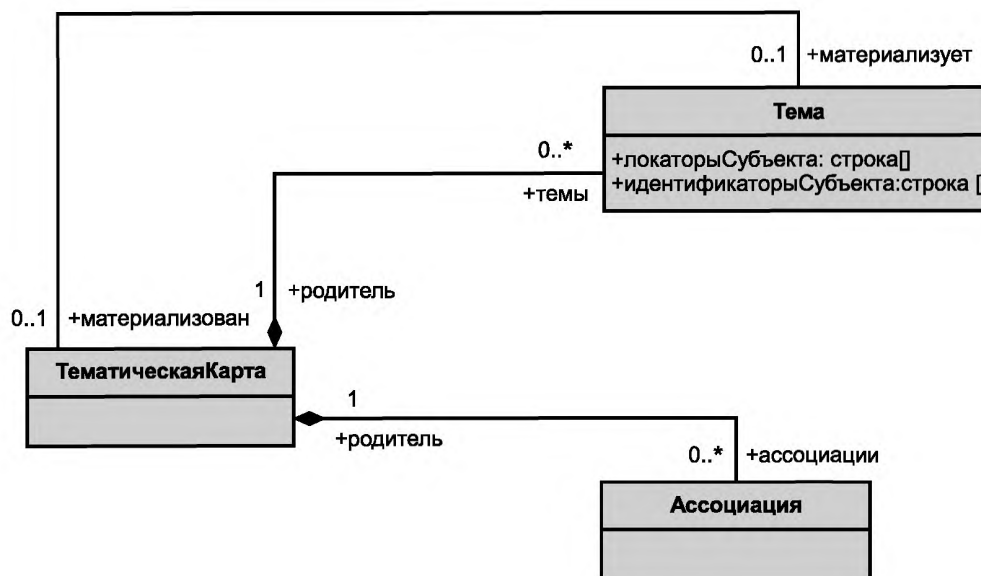 0..1 +материализует
Тема
+локаторыСубъекта: строка[]
+идентификаторыСубъекта:строка []
0..*
+темы
1 +родитель
0..1 +материализован
ТематическаяКарта
1
+родитель
0..* +ассоциации
Ассоциация